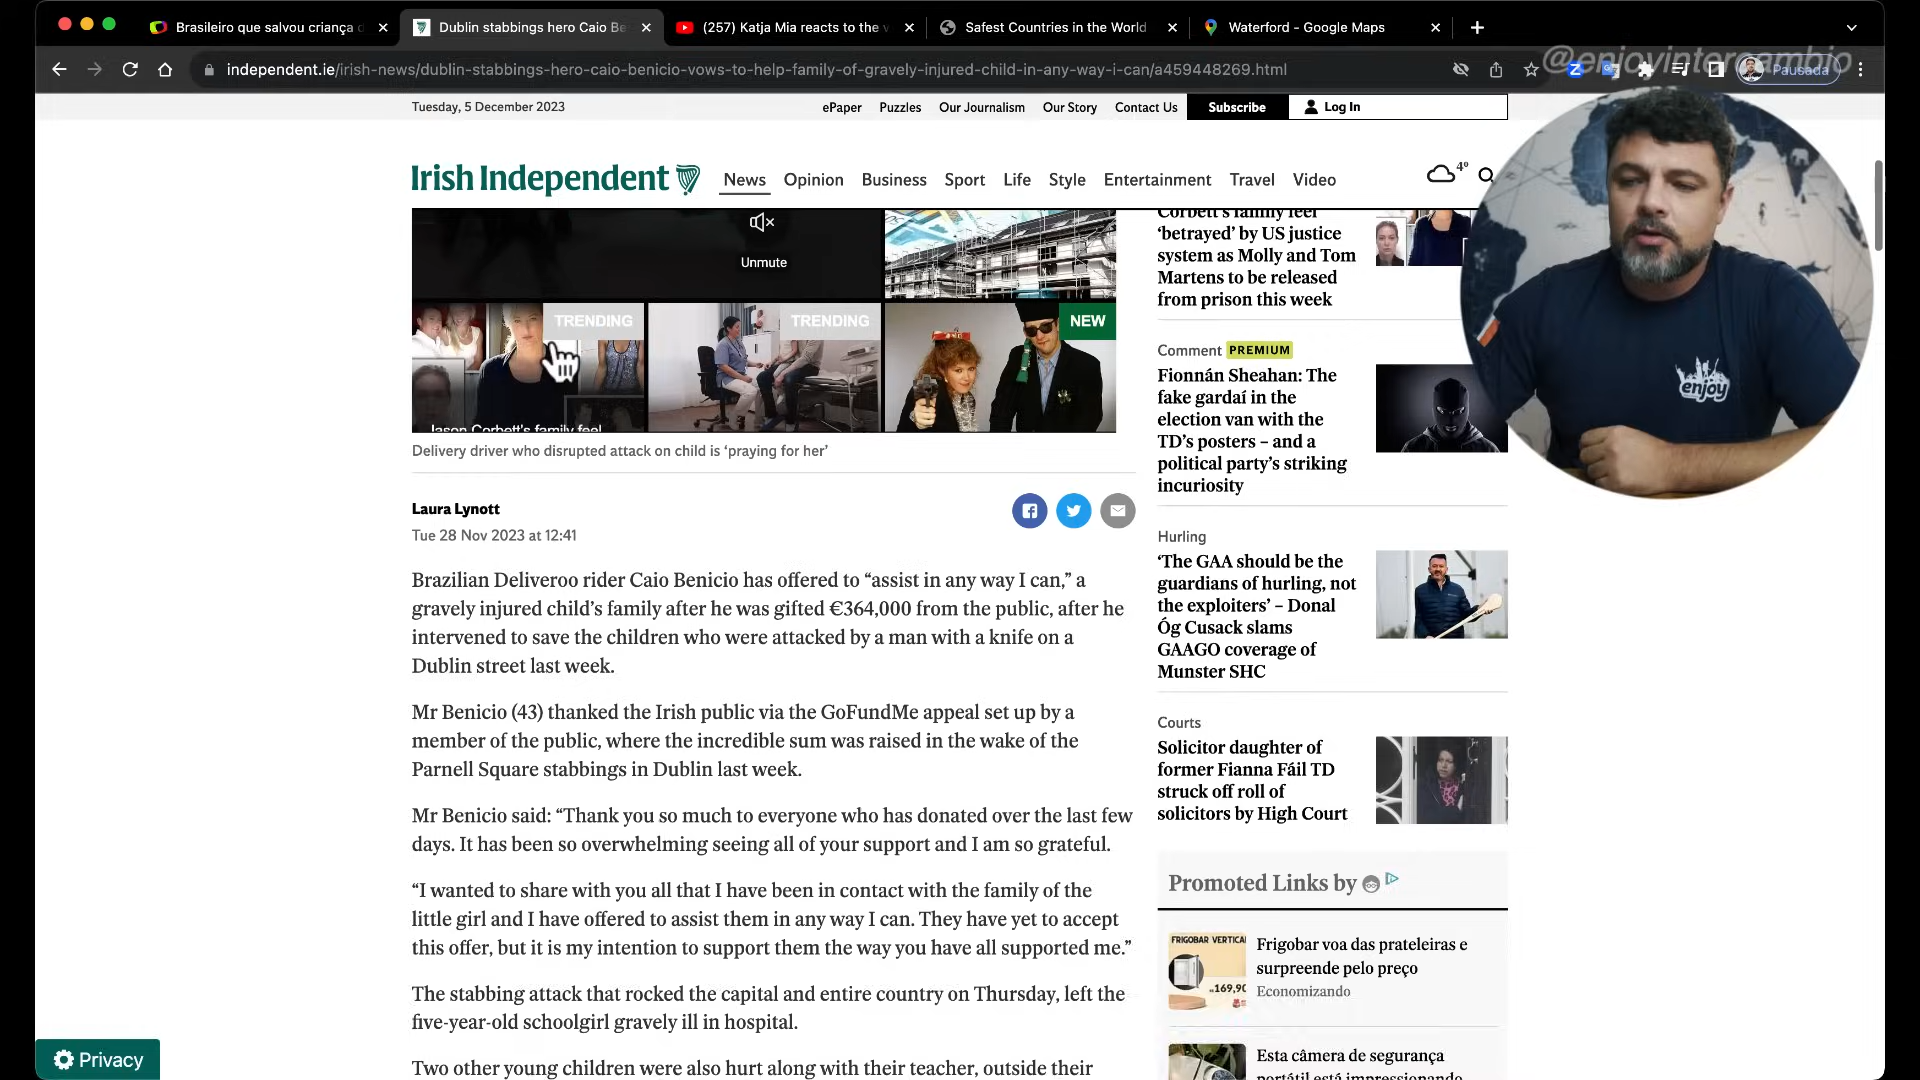 Brasileiro que salvou criança d
Dublin stabbings hero Caio Be
(257) Katja Mia reacts to the v
Safest Countries in the World
Waterford - Google Maps
independent.ie/irish-news/dublin-stabbings-hero-caio-benicio-vows-to-help-family-of-gravely-injured-child-in-any-way-i-can/a459448269.html
@enjoyintercambio
Pausada
Tuesday, 5 December 2023
ePaper Puzzles Our Journalism Our Story Contact Us Subscribe Log In
Irish Independent
News Opinion Business Sport Life Style Entertainment Travel Video
4°
Unmute
TRENDING
TRENDING
NEW
Jason Corbett's family feel
Delivery driver who disrupted attack on child is ‘praying for her’
Laura Lynott
Tue 28 Nov 2023 at 12:41
Brazilian Deliveroo rider Caio Benicio has offered to “assist in any way I can,” a
gravely injured child’s family after he was gifted €364,000 from the public, after he
intervened to save the children who were attacked by a man with a knife on a
Dublin street last week.
Mr Benicio (43) thanked the Irish public via the GoFundMe appeal set up by a
member of the public, where the incredible sum was raised in the wake of the
Parnell Square stabbings in Dublin last week.
Mr Benicio said: “Thank you so much to everyone who has donated over the last few
days. It has been so overwhelming seeing all of your support and I am so grateful.
“I wanted to share with you all that I have been in contact with the family of the
little girl and I have offered to assist them in any way I can. They have yet to accept
this offer, but it is my intention to support them the way you have all supported me.”
The stabbing attack that rocked the capital and entire country on Thursday, left the
five-year-old schoolgirl gravely ill in hospital.
Two other young children were also hurt along with their teacher, outside their
Corbett’s family feel
‘betrayed’ by US justice
system as Molly and Tom
Martens to be released
from prison this week
Comment PREMIUM
Fionnán Sheahan: The
fake gardaí in the
election van with the
TD’s posters – and a
political party’s striking
incuriosity
Hurling
‘The GAA should be the
guardians of hurling, not
the exploiters’ – Donal
Óg Cusack slams
GAAGO coverage of
Munster SHC
Courts
Solicitor daughter of
former Fianna Fáil TD
struck off roll of
solicitors by High Court
Promoted Links by
FRIGOBAR VERTICA
169,90
Frigobar voa das prateleiras e
surpreende pelo preço
Economizando
Esta câmera de segurança
portátil está impressionando
enjoy
Privacy